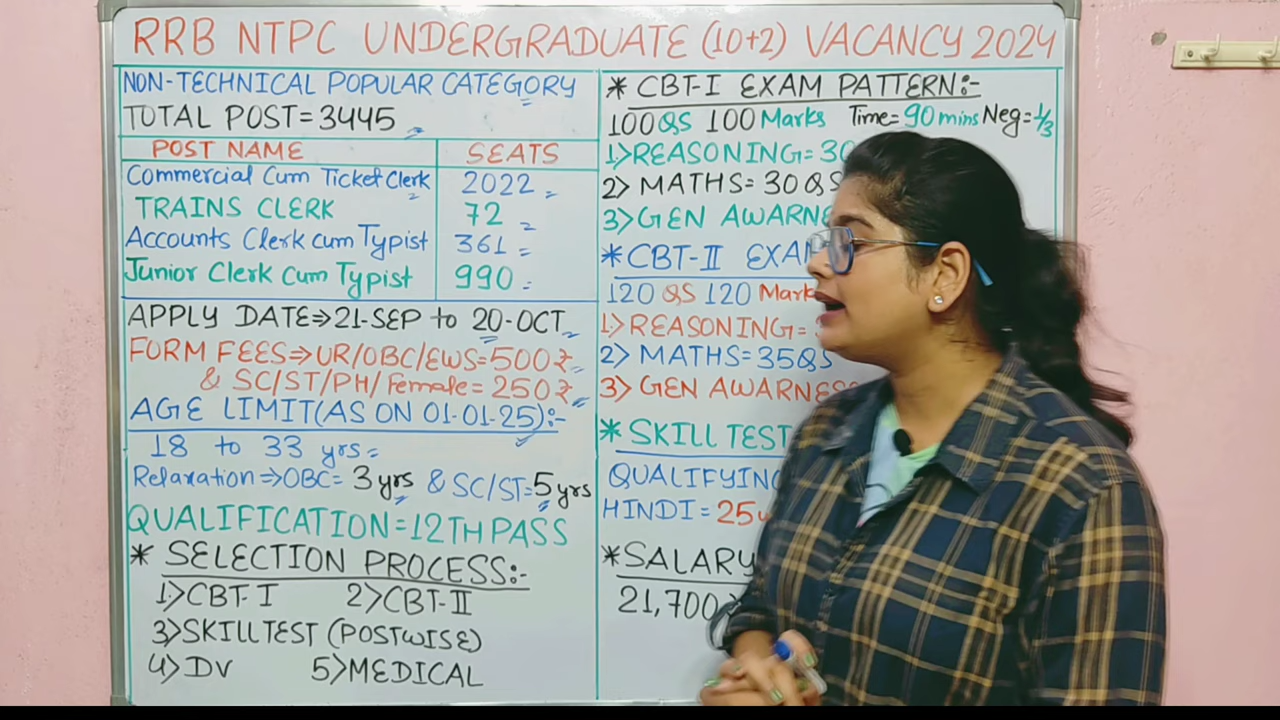 RRB NTPC UNDERGRADUATE (10+2) VACANCY 2024
NON-TECHNICAL POPULAR CATEGORY
TOTAL POST=3445
POST NAME SEATS
Commercial Cum Ticket Clerk 2022
TRAINS CLERK 72
Accounts Clerk cum Typist 361
Junior Clerk Cum Typist 990
APPLY DATE⇒21-SEP to 20-OCT
FORM FEES⇒UR/OBC/EWS=500₹
& SC/ST/PH/Female=250₹
AGE LIMIT(AS ON 01-01-25):-
18 to 33 yrs
Relaxation⇒OBC=3yrs & SC/ST=5yrs
QUALIFICATION=12TH PASS
* SELECTION PROCESS:-
1>CBT-I 2>CBT-II
3>SKILL TEST (POSTWISE)
4>DV 5>MEDICAL
* CBT-I EXAM PATTERN:-
100QS 100 Marks Time=90mins Neg=1/3
1>REASONING=30
2> MATHS=30QS
3>GEN AWARNE
*CBT-II EXAM
120 QS 120 Mark
1>REASONING=
2> MATHS=35QS
3> GEN AWARNESS
* SKILL TEST
QUALIFYING
HINDI=25
*SALARY
21,700